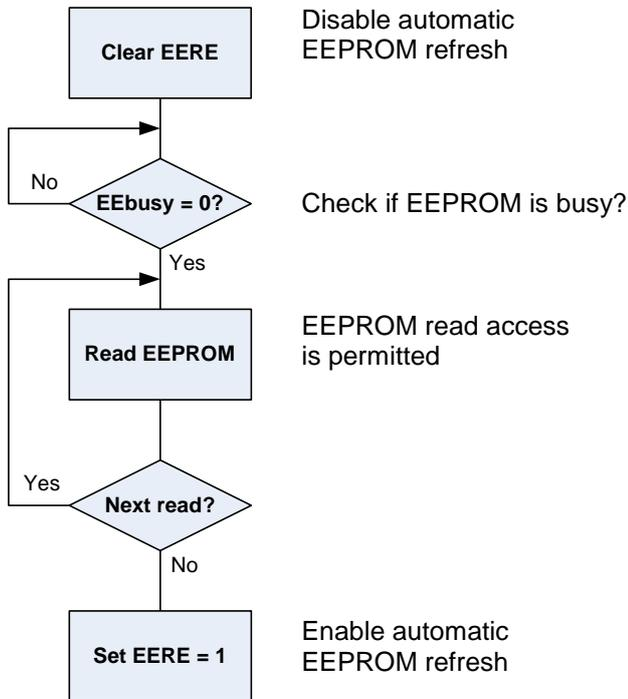 Clear EERE
Disable automatic
EEPROM refresh
No
EEbusy = 0?
Check if EEPROM is busy?
Yes
Read EEPROM
EEPROM read access
is permitted
Yes
Next read?
No
Set EERE = 1
Enable automatic
EEPROM refresh